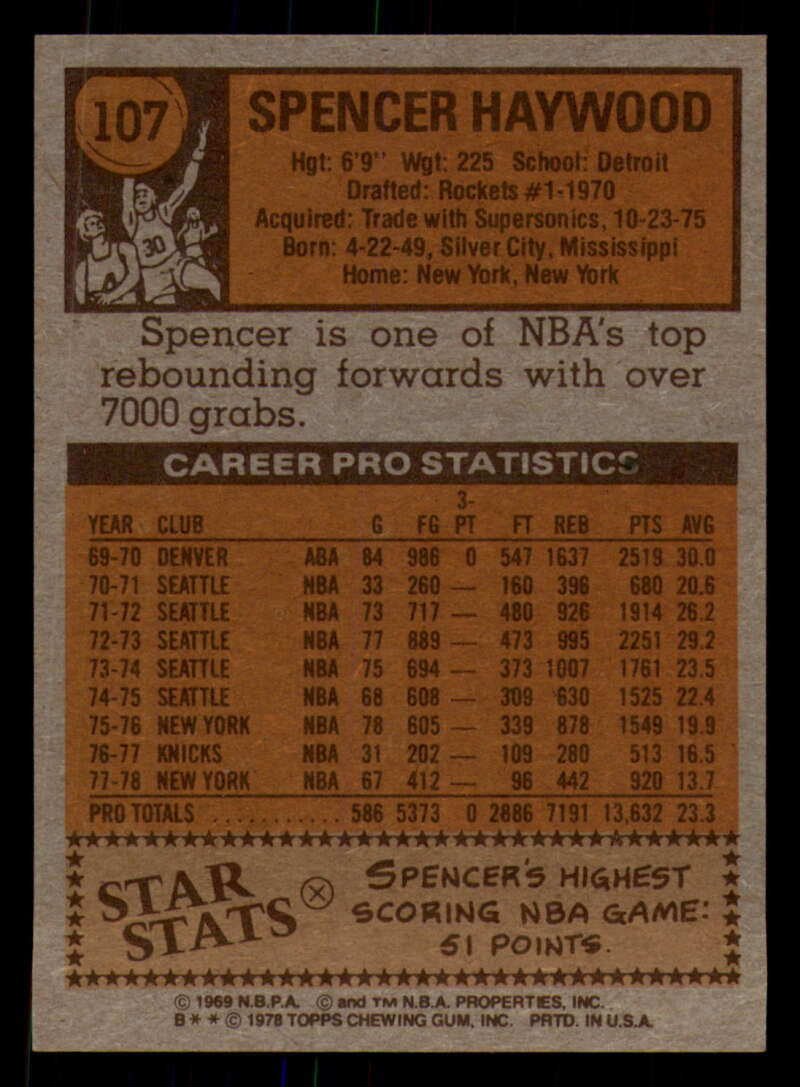 107
SPENCER HAYWOOD
Hgt: 6'9" Wgt: 225 School: Detroit
Drafted: Rockets #1-1970
Acquired: Trade with Supersonics, 10-23-75
Born: 4-22-49, Silver City, Mississippi
Home: New York, New York
30
Spencer is one of NBA's top
rebounding forwards with over
7000 grabs.
CAREER PRO STATISTICS
YEAR CLUB G FG 3-PT FT REB PTS AVG
69-70 DENVER ABA 84 986 0 547 1637 2519 30.0
70-71 SEATTLE NBA 33 260 — 160 396 680 20.6
71-72 SEATTLE NBA 73 717 — 480 926 1914 26.2
72-73 SEATTLE NBA 77 889 — 473 995 2251 29.2
73-74 SEATTLE NBA 75 694 — 373 1007 1761 23.5
74-75 SEATTLE NBA 68 608 — 309 630 1525 22.4
75-76 NEW YORK NBA 78 605 — 339 878 1549 19.9
76-77 KNICKS NBA 31 202 — 109 280 513 16.5
77-78 NEW YORK NBA 67 412 — 96 442 920 13.7
PRO TOTALS ............ 586 5373 0 2886 7191 13,632 23.3
STAR STATS
SPENCER'S HIGHEST
SCORING NBA GAME:
51 POINTS.
© 1969 N.B.P.A. © and TM N.B.A. PROPERTIES, INC.
B * * © 1978 TOPPS CHEWING GUM, INC. PRTD. IN U.S.A.